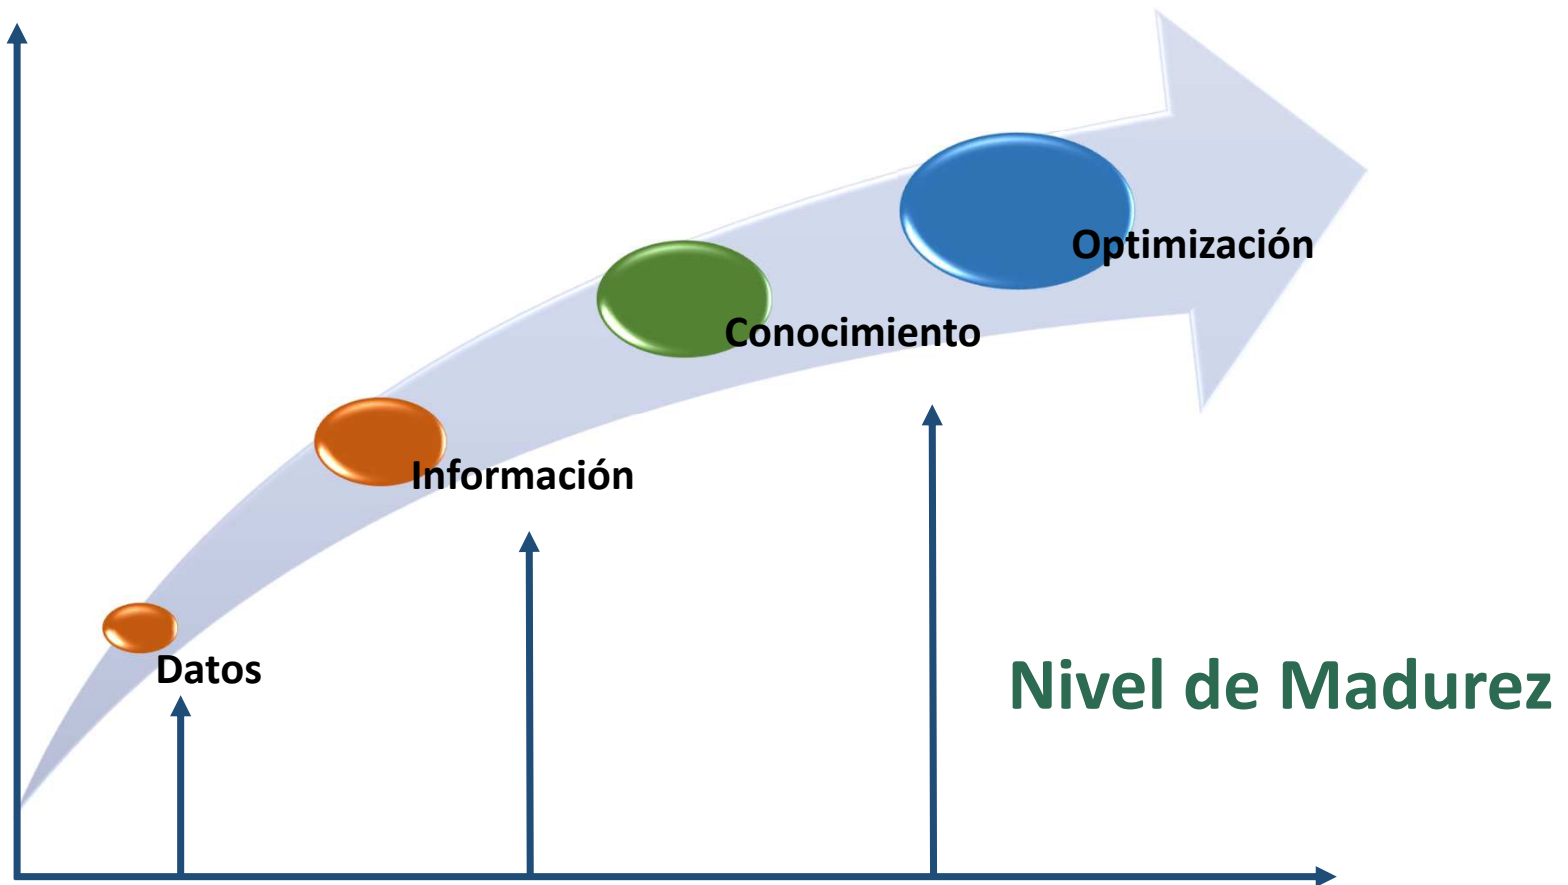 Optimización
Conocimiento
Información
Datos
Nivel de Madurez